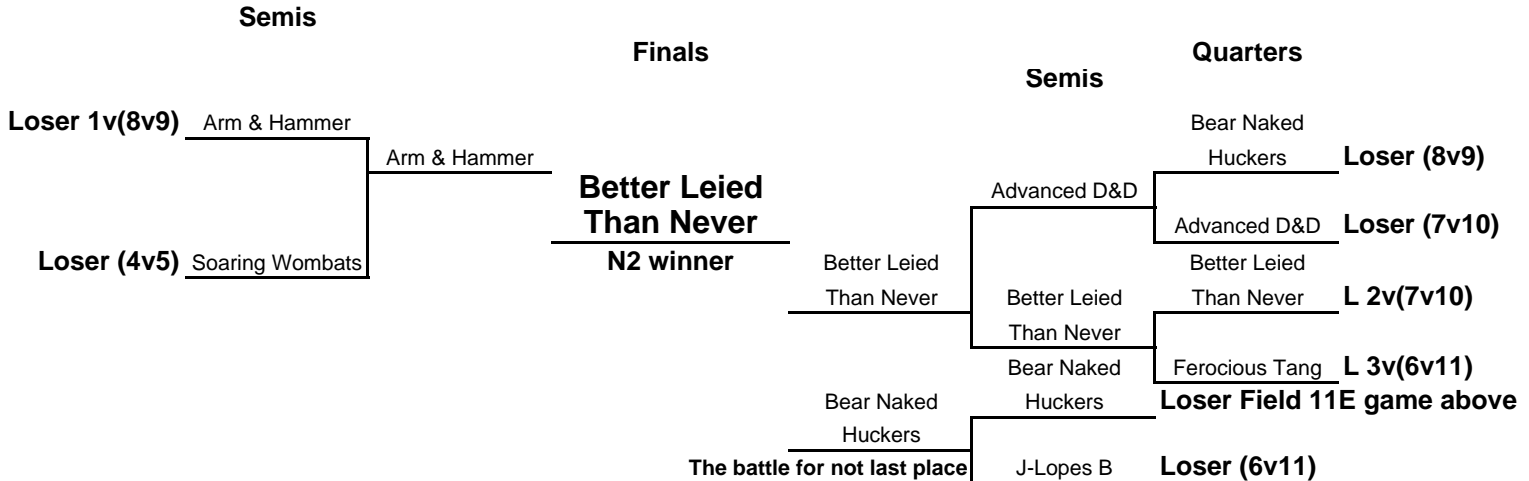 Semis
Finals
Quarters
Semis
Loser 1v(8v9) Arm & Hammer
Bear Naked
Arm & Hammer
Huckers Loser (8v9)
Better Leied
Advanced D&D
Than Never
Advanced D&D Loser (7v10)
Loser (4v5) Soaring Wombats
N2 winner
Better Leied
Better Leied
Than Never
Better Leied
Than Never L 2v(7v10)
Than Never
Bear Naked
Ferocious Tang L 3v(6v11)
Bear Naked
Huckers
Loser Field 11E game above
Huckers
The battle for not last place
J-Lopes B
Loser (6v11)